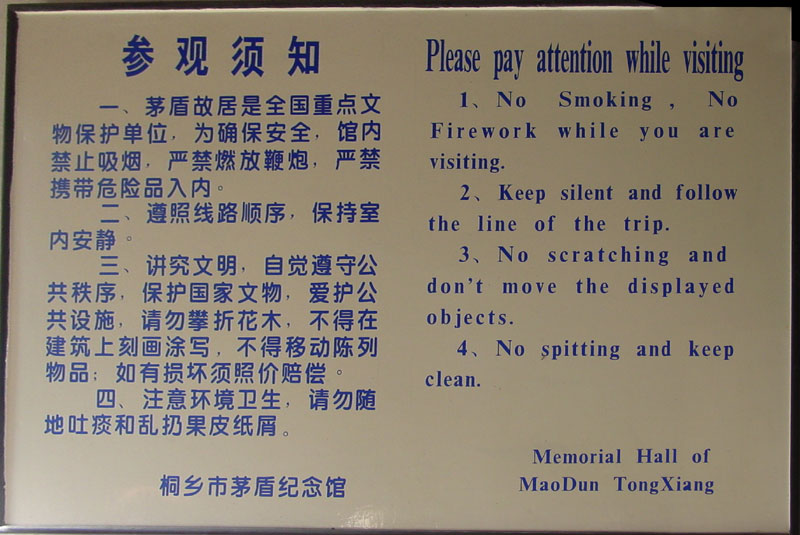 参观须知
一、茅盾故居是全国重点文
物保护单位，为确保安全，馆内
禁止吸烟，严禁燃放鞭炮，严禁
携带危险品入内。
二、遵照线路顺序，保持室
内安静。
三、讲究文明，自觉遵守公
共秩序，保护国家文物，爱护公
共设施，请勿攀折花木，不得在
建筑上刻画涂写，不得移动陈列
物品；如有损坏须照价赔偿。
四、注意环境卫生，请勿随
地吐痰和乱扔果皮纸屑。
桐乡市茅盾纪念馆
Please pay attention while visiting
1、No Smoking , No
Firework while you are
visiting.
2、Keep silent and follow
the line of the trip.
3、No scratching and
don't move the displayed
objects.
4、No spitting and keep
clean.
Memorial Hall of
MaoDun TongXiang